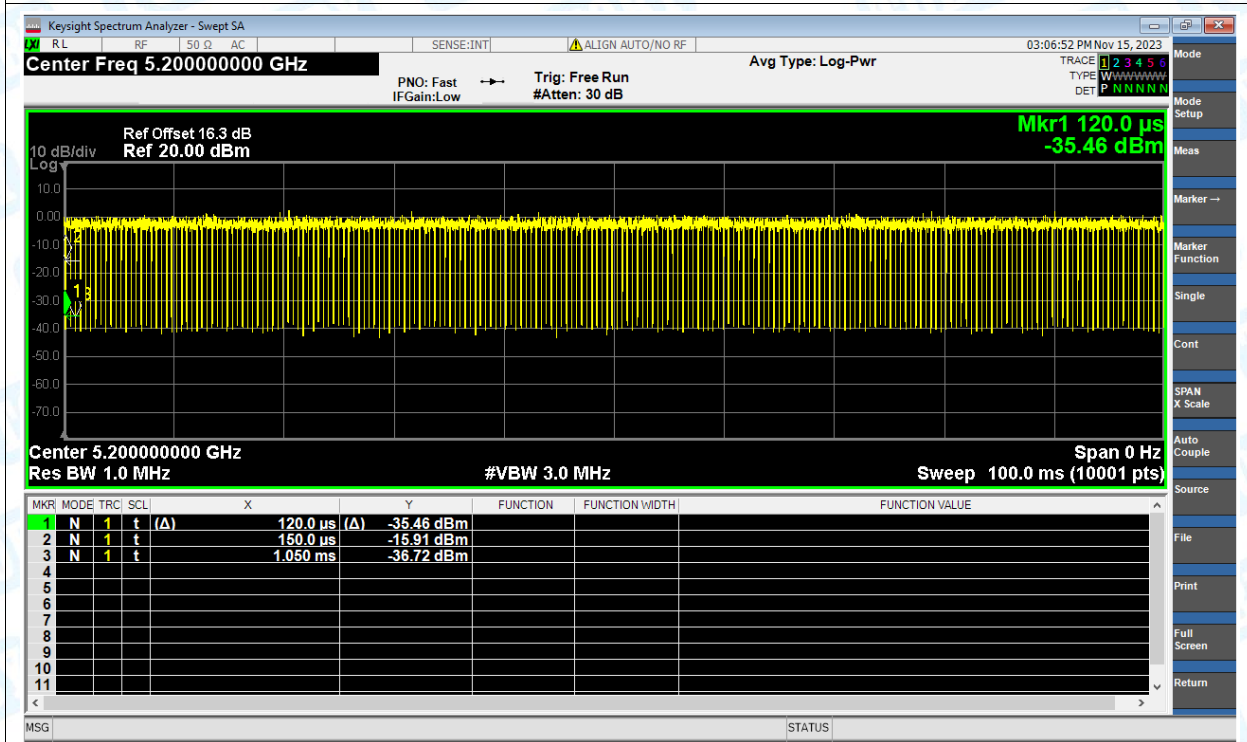 Keysight Spectrum Analyzer - Swept SA
LXI RL RF 50 Ω AC SENSE:INT ALIGN AUTO/NO RF 03:06:52 PM Nov 15, 2023
Center Freq 5.200000000 GHz
Avg Type: Log-Pwr
TRACE 1 2 3 4 5 6
PNO: Fast Trig: Free Run
TYPE WWWWWW
IFGain:Low #Atten: 30 dB
DET P N N N N N
Mkr1 120.0 µs
-35.46 dBm
Ref Offset 16.3 dB
10 dB/div Ref 20.00 dBm
Log
10.0
0.00
-10.0
-20.0
-30.0
-40.0
-50.0
-60.0
-70.0
2
1
3
Center 5.200000000 GHz Span 0 Hz
Res BW 1.0 MHz #VBW 3.0 MHz Sweep 100.0 ms (10001 pts)
MKR MODE TRC SCL X Y FUNCTION FUNCTION WIDTH FUNCTION VALUE
1 N 1 t (Δ) 120.0 µs (Δ) -35.46 dBm
2 N 1 t 150.0 µs -15.91 dBm
3 N 1 t 1.050 ms -36.72 dBm
4
5
6
7
8
9
10
11
MSG STATUS
Mode
Mode
Setup
Meas
Marker →
Marker
Function
Single
Cont
SPAN
X Scale
Auto
Couple
Source
File
Print
Full
Screen
Return